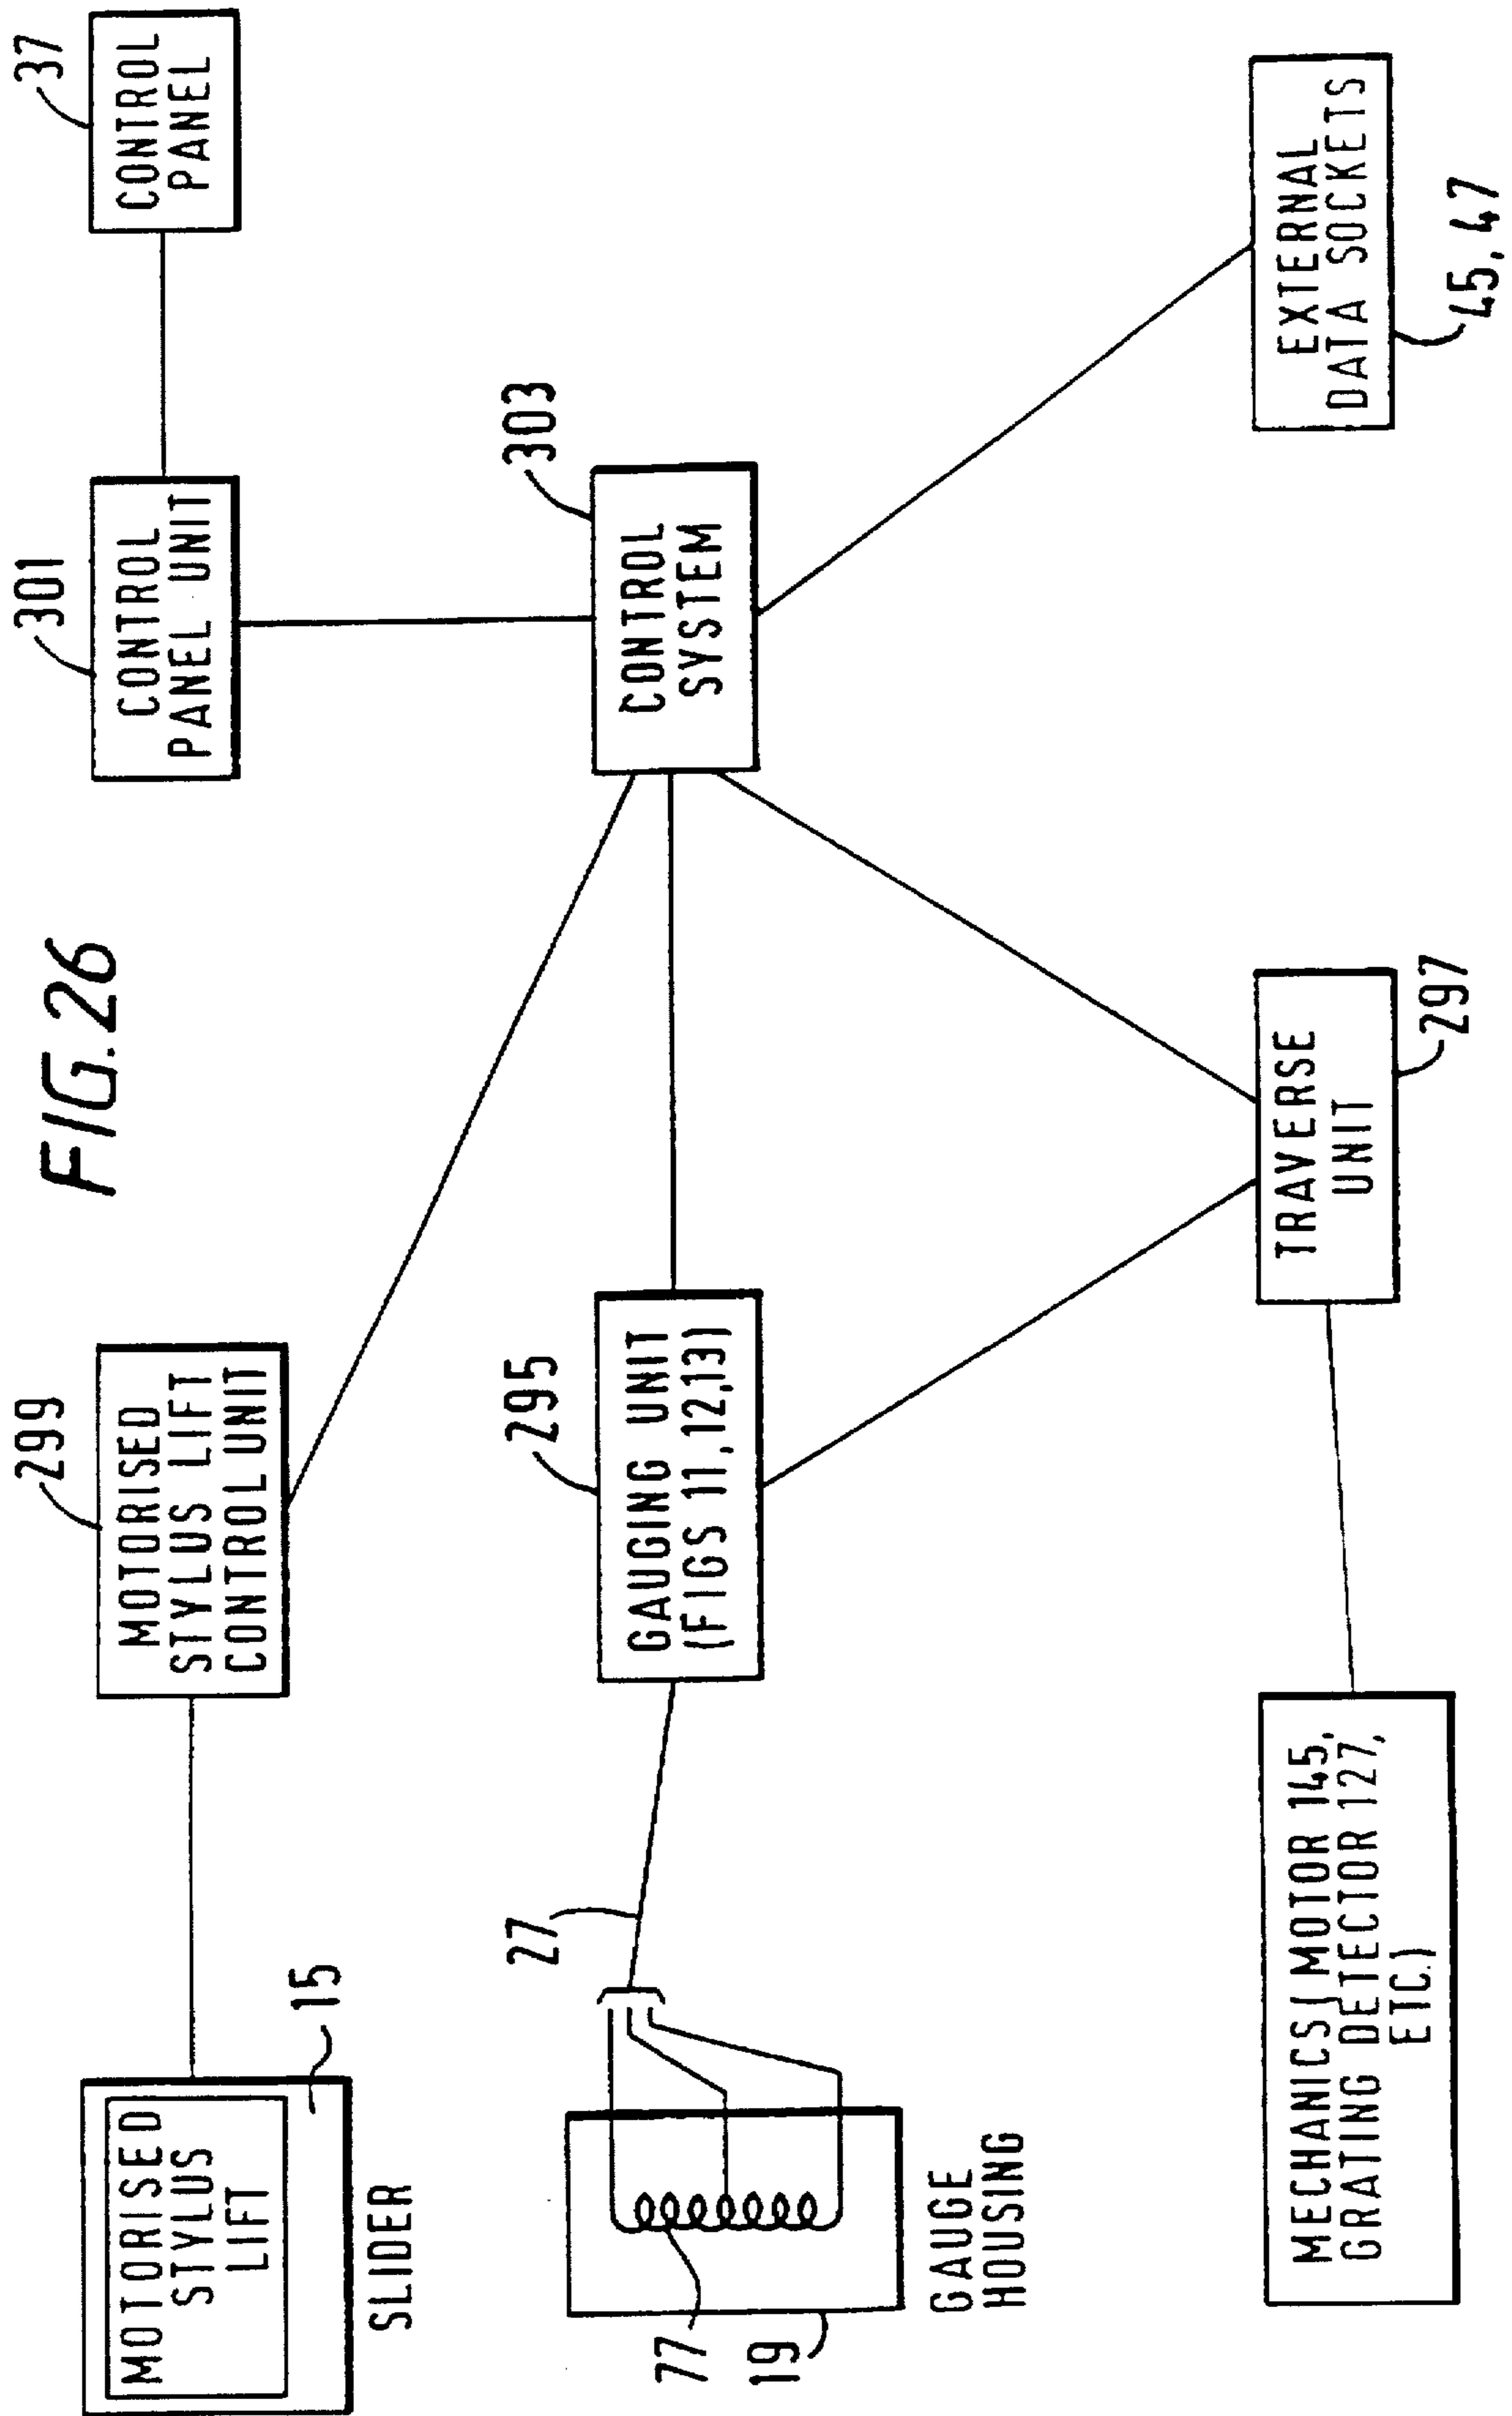 FIG.26
MOTORISED
STYLUS
LIFT
15
SLIDER
299
MOTORISED
STYLUS LIFT
CONTROL UNIT
301
CONTROL
PANEL UNIT
37
CONTROL
PANEL
77
19
GAUGE
HOUSING
27
295
GAUGING UNIT
(FIGS 11,12,13)
303
CONTROL
SYSTEM
MECHANICS(MOTOR 145,
GRATING DETECTOR 127,
ETC.)
TRAVERSE
UNIT
297
EXTERNAL
DATA SOCKETS
45, 47